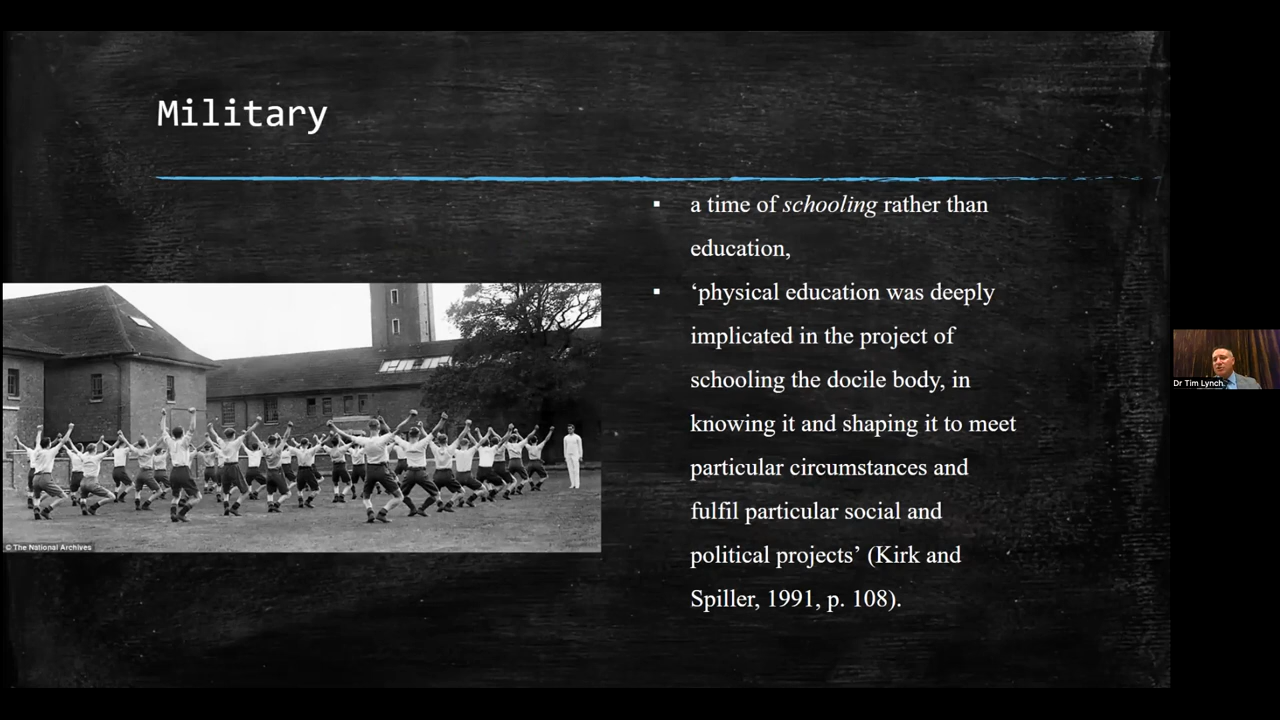 Military
▪ a time of schooling rather than
education,
▪ ‘physical education was deeply
implicated in the project of
schooling the docile body, in
knowing it and shaping it to meet
particular circumstances and
fulfil particular social and
political projects’ (Kirk and
Spiller, 1991, p. 108).
© The National Archives
Dr Tim Lynch